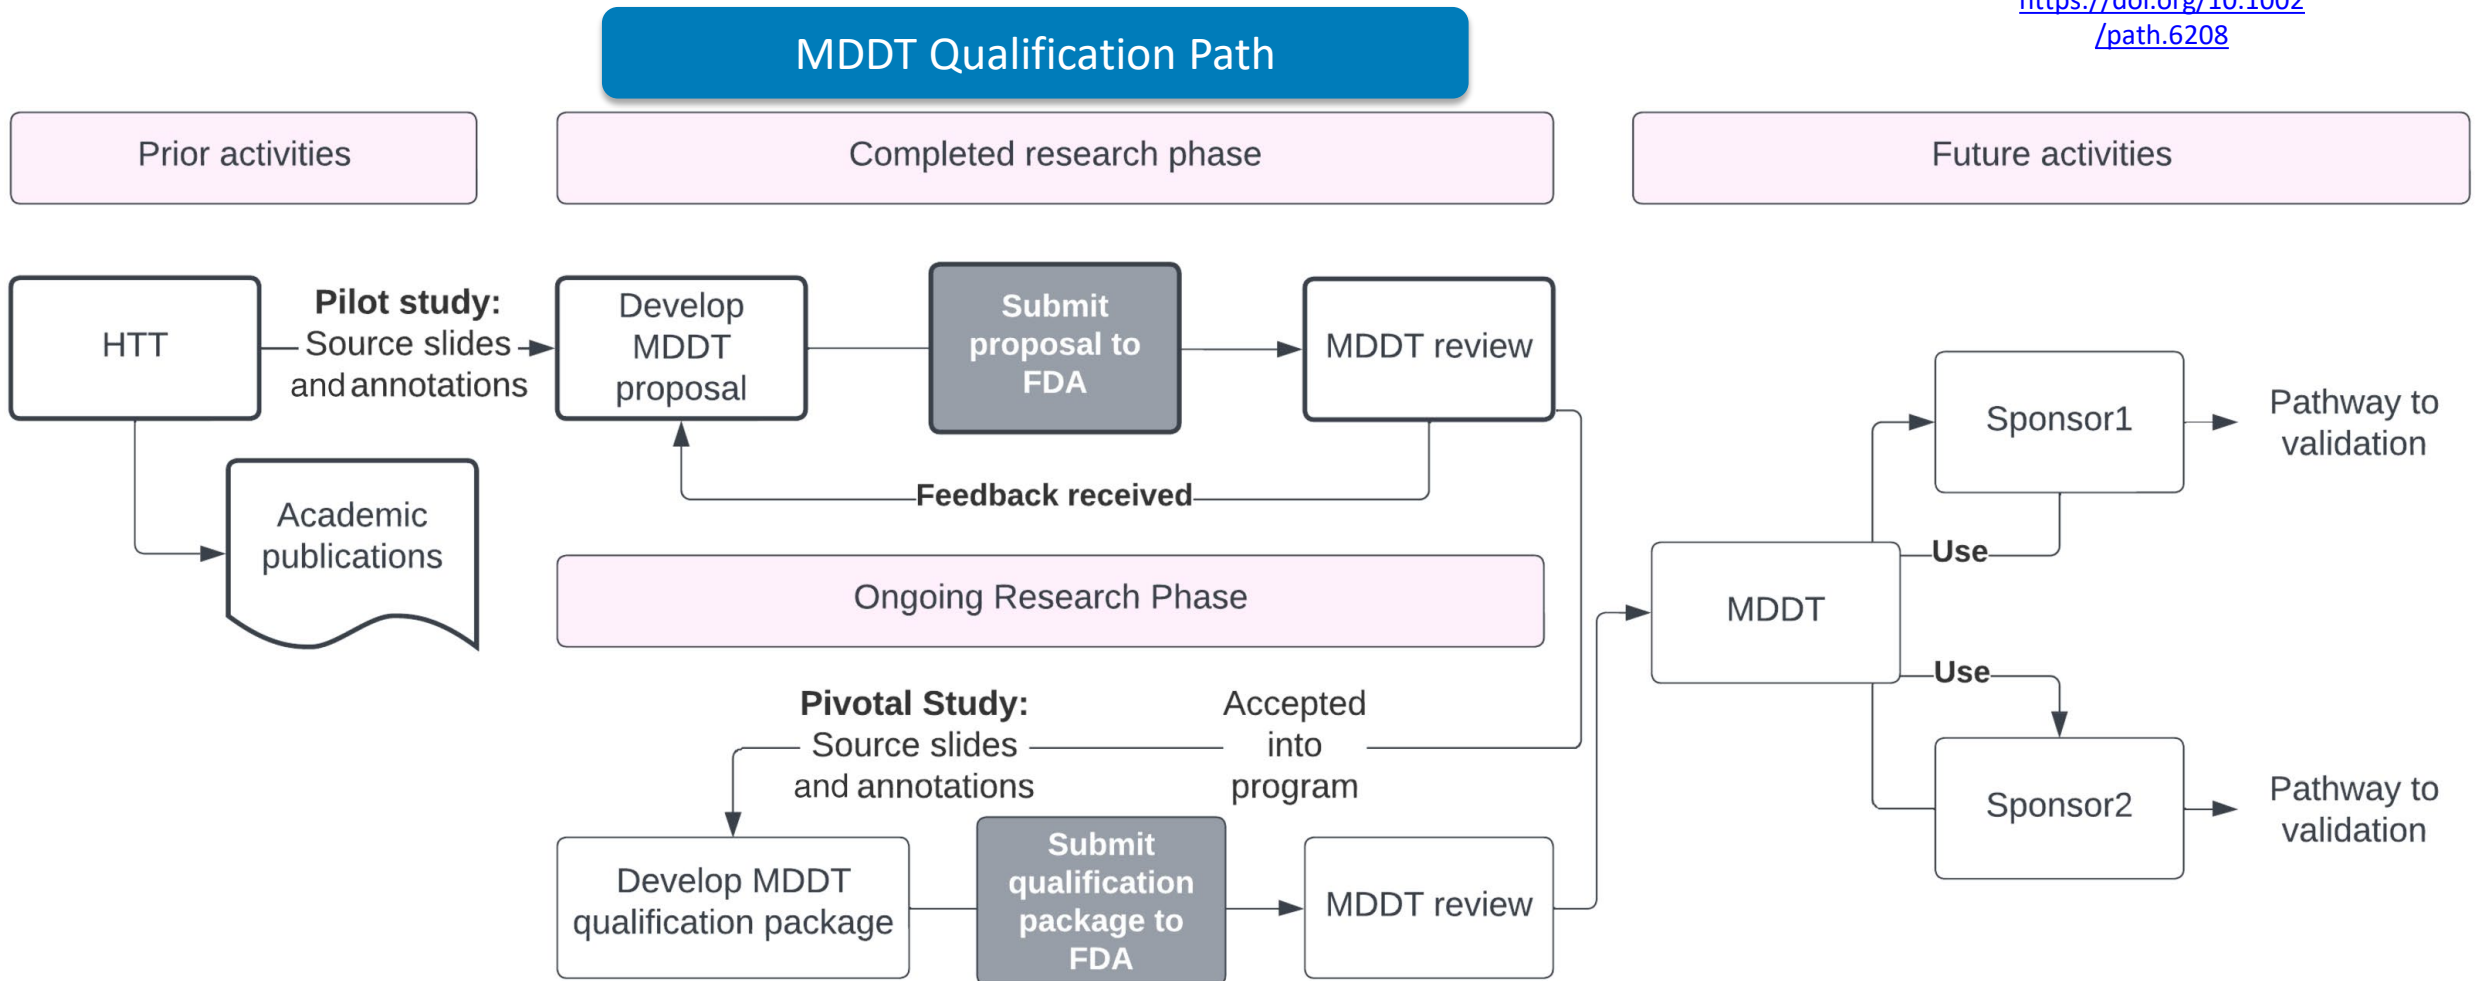 https://doi.org/10.1002
/path.6208
MDDT Qualification Path
Prior activities
Completed research phase
Future activities
HTT
Pilot study:
Source slides
and annotations
Develop
MDDT
proposal
Submit
proposal to
FDA
MDDT review
Feedback received
Academic
publications
Ongoing Research Phase
Pivotal Study:
Source slides
and annotations
Accepted
into
program
Develop MDDT
qualification package
Submit
qualification
package to
FDA
MDDT review
MDDT
Use
Use
Sponsor1
Pathway to
validation
Sponsor2
Pathway to
validation